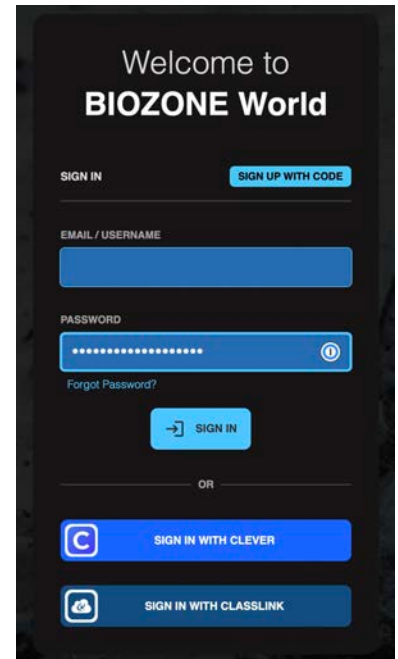 Welcome to
BIOZONE World
SIGN IN
SIGN UP WITH CODE
EMAIL / USERNAME
PASSWORD
Forgot Password?
SIGN IN
OR
SIGN IN WITH CLEVER
SIGN IN WITH CLASSLINK